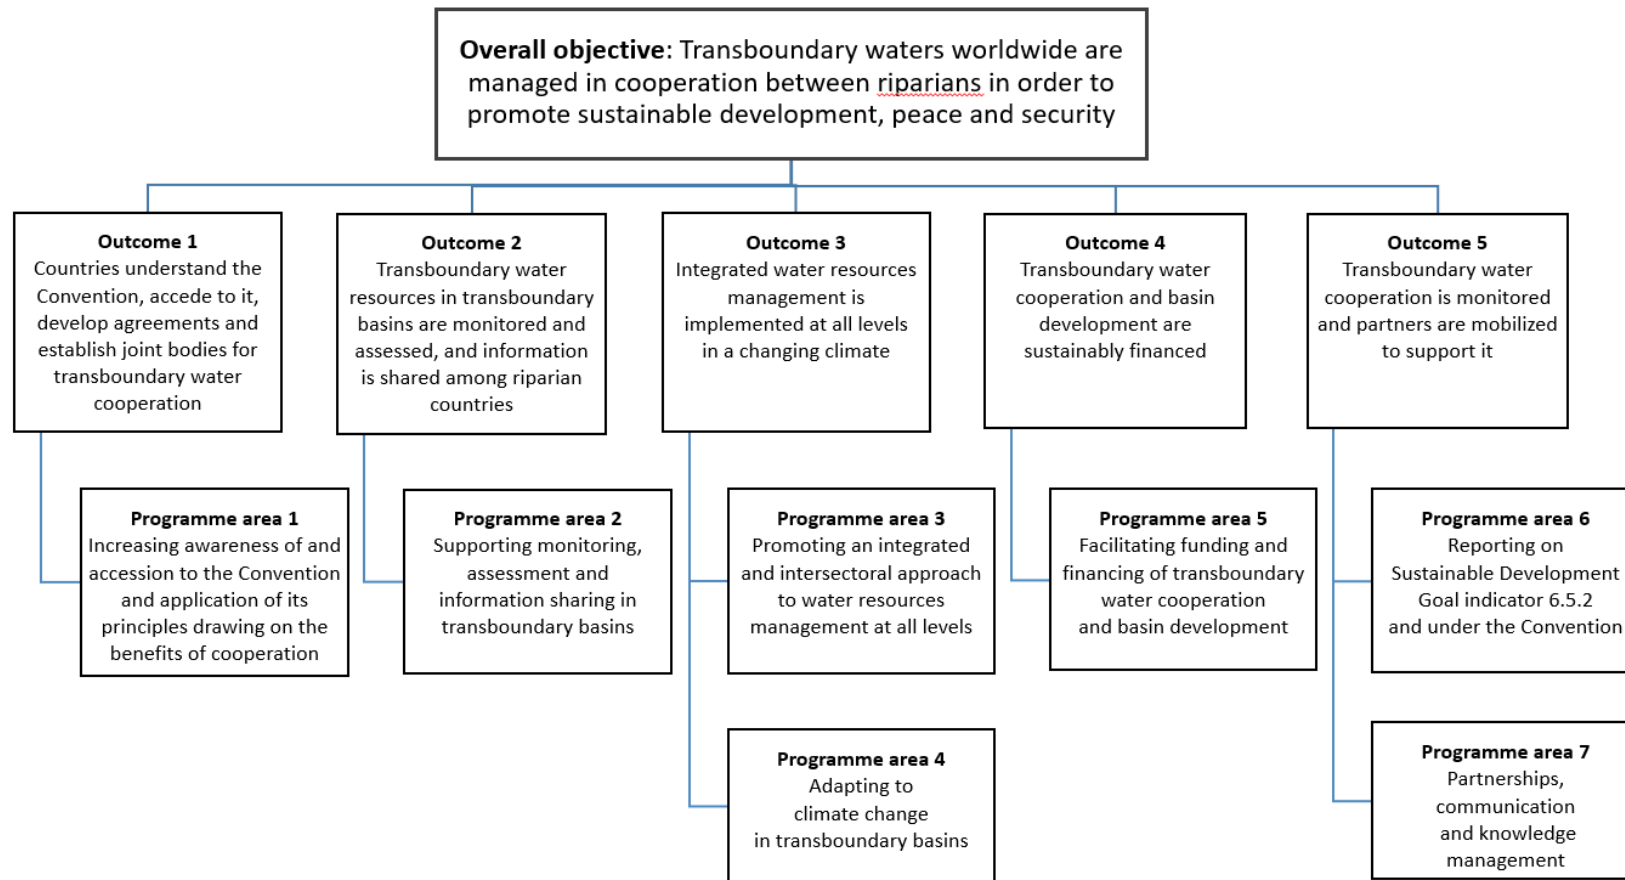 Overall objective: Transboundary waters worldwide are
managed in cooperation between riparians in order to
promote sustainable development, peace and security
Outcome 1
Countries understand the
Convention, accede to it,
develop agreements and
establish joint bodies for
transboundary water
cooperation
Outcome 2
Transboundary water
resources in transboundary
basins are monitored and
assessed, and information
is shared among riparian
countries
Outcome 3
Integrated water resources
management is
implemented at all levels
in a changing climate
Outcome 4
Transboundary water
cooperation and basin
development are
sustainably financed
Outcome 5
Transboundary water
cooperation is monitored
and partners are mobilized
to support it
Programme area 1
Increasing awareness of and
accession to the Convention
and application of its
principles drawing on the
benefits of cooperation
Programme area 2
Supporting monitoring,
assessment and
information sharing in
transboundary basins
Programme area 3
Promoting an integrated
and intersectoral approach
to water resources
management at all levels
Programme area 4
Adapting to
climate change
in transboundary basins
Programme area 5
Facilitating funding and
financing of transboundary
water cooperation
and basin development
Programme area 6
Reporting on
Sustainable Development
Goal indicator 6.5.2
and under the Convention
Programme area 7
Partnerships,
communication
and knowledge
management